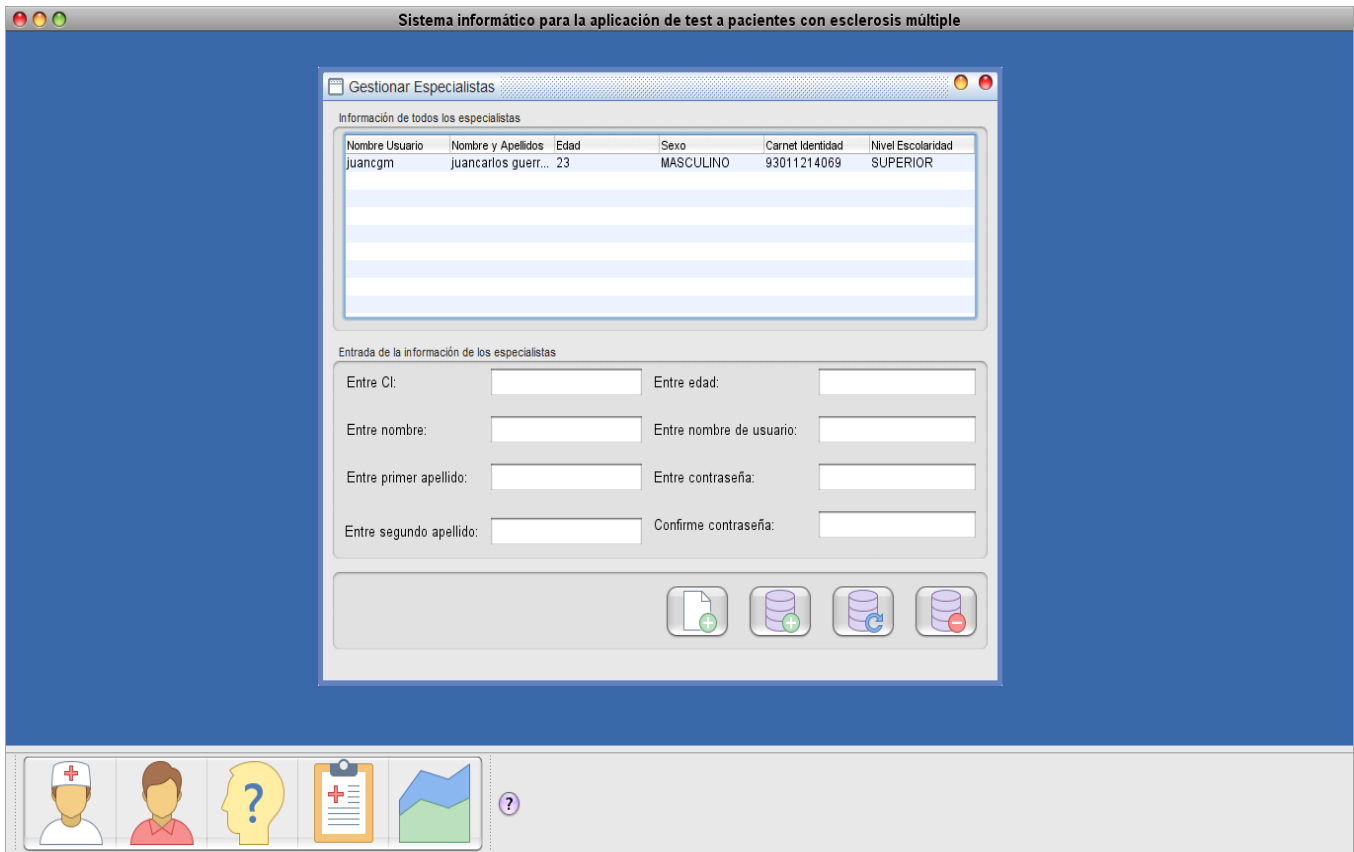 Sistema informático para la aplicación de test a pacientes con esclerosis múltiple
Gestionar Especialistas
Información de todos los especialistas
Nombre Usuario Nombre y Apellidos Edad Sexo Carnet Identidad Nivel Escolaridad
juancgm juancarlos guerr... 23 MASCULINO 93011214069 SUPERIOR
Entrada de la información de los especialistas
Entre CI: Entre edad:
Entre nombre: Entre nombre de usuario:
Entre primer apellido: Entre contraseña:
Entre segundo apellido: Confirme contraseña:
? ?